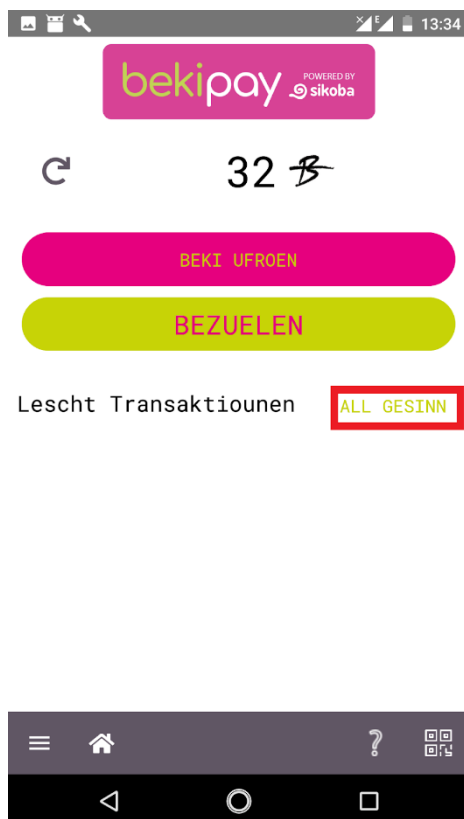 E 13:34
bekipay POWERED BY
sikoba
32 B
BEKI UFROEN
BEZUELEN
Lescht Transaktiounen ALL GESINN